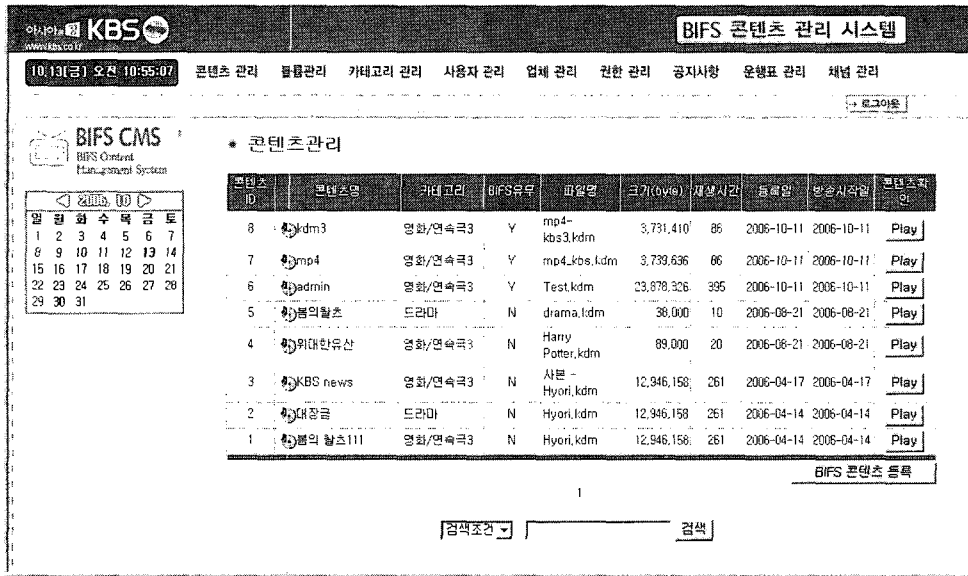 아시아의 창 KBS
www.kbs.co.kr
BIFS 콘텐츠 관리 시스템
10.13[금] 오전 10:55:07 콘텐츠 관리 볼륨관리 카테고리 관리 사용자 관리 업체 관리 권한 관리 공지사항 운행표 관리 채널 관리
→ 로그아웃
BIFS CMS
BIFS Content
Management System
2006. 10
일 월 화 수 목 금 토
1 2 3 4 5 6 7
8 9 10 11 12 13 14
15 16 17 18 19 20 21
22 23 24 25 26 27 28
29 30 31
콘텐츠관리
콘텐츠 ID 콘텐츠명 카테고리 BIFS유무 파일명 크기(byte) 재생시간 등록일 방송시작일 콘텐츠확인
8 kdm3 영화/연속극3 Y mp4-kbs3.kdm 3,731,410 86 2006-10-11 2006-10-11 Play
7 mp4 영화/연속극3 Y mp4_kbs.kdm 3,739,636 86 2006-10-11 2006-10-11 Play
6 admin 영화/연속극3 Y Test.kdm 23,878,326 395 2006-10-11 2006-10-11 Play
5 봄의왈츠 드라마 N drama.kdm 38,000 10 2006-08-21 2006-08-21 Play
4 위대한유산 영화/연속극3 N Harry Potter.kdm 89,000 20 2006-08-21 2006-08-21 Play
3 KBS news 영화/연속극3 N 사본 - Hyori.kdm 12,946,158 261 2006-04-17 2006-04-17 Play
2 대장금 드라마 N Hyori.kdm 12,946,158 261 2006-04-14 2006-04-14 Play
1 봄의 왈츠111 영화/연속극3 N Hyori.kdm 12,946,158 261 2006-04-14 2006-04-14 Play
BIFS 콘텐츠 등록
1
검색조건 검색